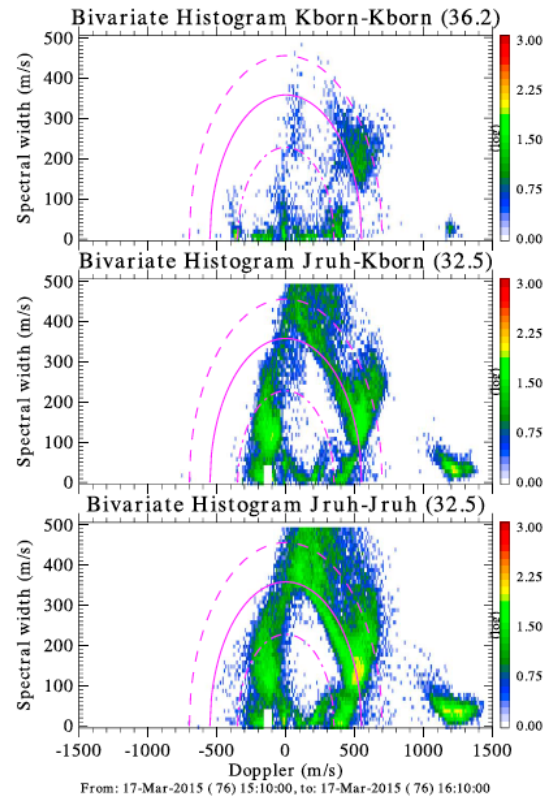 Bivariate Histogram Kborn-Kborn (36.2)
500
400
300
200
100
0
Spectral width (m/s)
3.00
2.25
1.50
0.75
0.00
(log)
Bivariate Histogram Jruh-Kborn (32.5)
500
400
300
200
100
0
Spectral width (m/s)
3.00
2.25
1.50
0.75
0.00
(log)
Bivariate Histogram Jruh-Jruh (32.5)
500
400
300
200
100
0
Spectral width (m/s)
3.00
2.25
1.50
0.75
0.00
(log)
-1500 -1000 -500 0 500 1000 1500
Doppler (m/s)
From: 17-Mar-2015 ( 76) 15:10:00, to: 17-Mar-2015 ( 76) 16:10:00